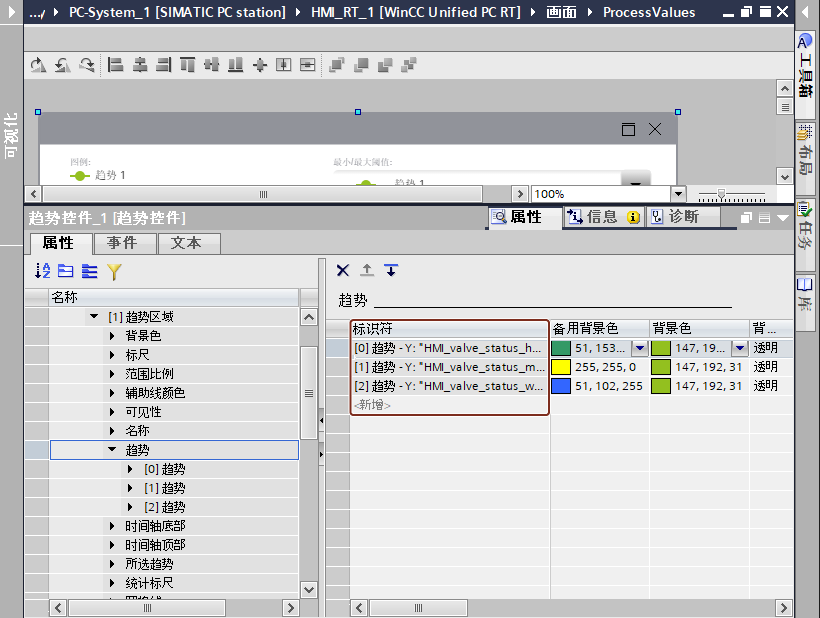 …/ ▸ PC-System_1 [SIMATIC PC station] ▸ HMI_RT_1 [WinCC Unified PC RT] ▸ 画面 ▸ ProcessValues
图例:
最小/最大阈值:
趋势 1
趋势 1
100%
趋势控件_1 [趋势控件]
属性
信息
诊断
属性
事件
文本
名称
[1] 趋势区域
背景色
标尺
范围比例
辅助线颜色
可见性
名称
趋势
[0] 趋势
[1] 趋势
[2] 趋势
时间轴底部
时间轴顶部
所选趋势
统计标尺
趋势
标识符 备用背景色 背景色 背...
[0] 趋势 - Y: "HMI_valve_status_h... 51, 153... 147, 19... 透明
[1] 趋势 - Y: "HMI_valve_status_m... 255, 255, 0 147, 192, 31 透明
[2] 趋势 - Y: "HMI_valve_status_w... 51, 102, 255 147, 192, 31 透明
<新增>
工具箱
布局
任务
库